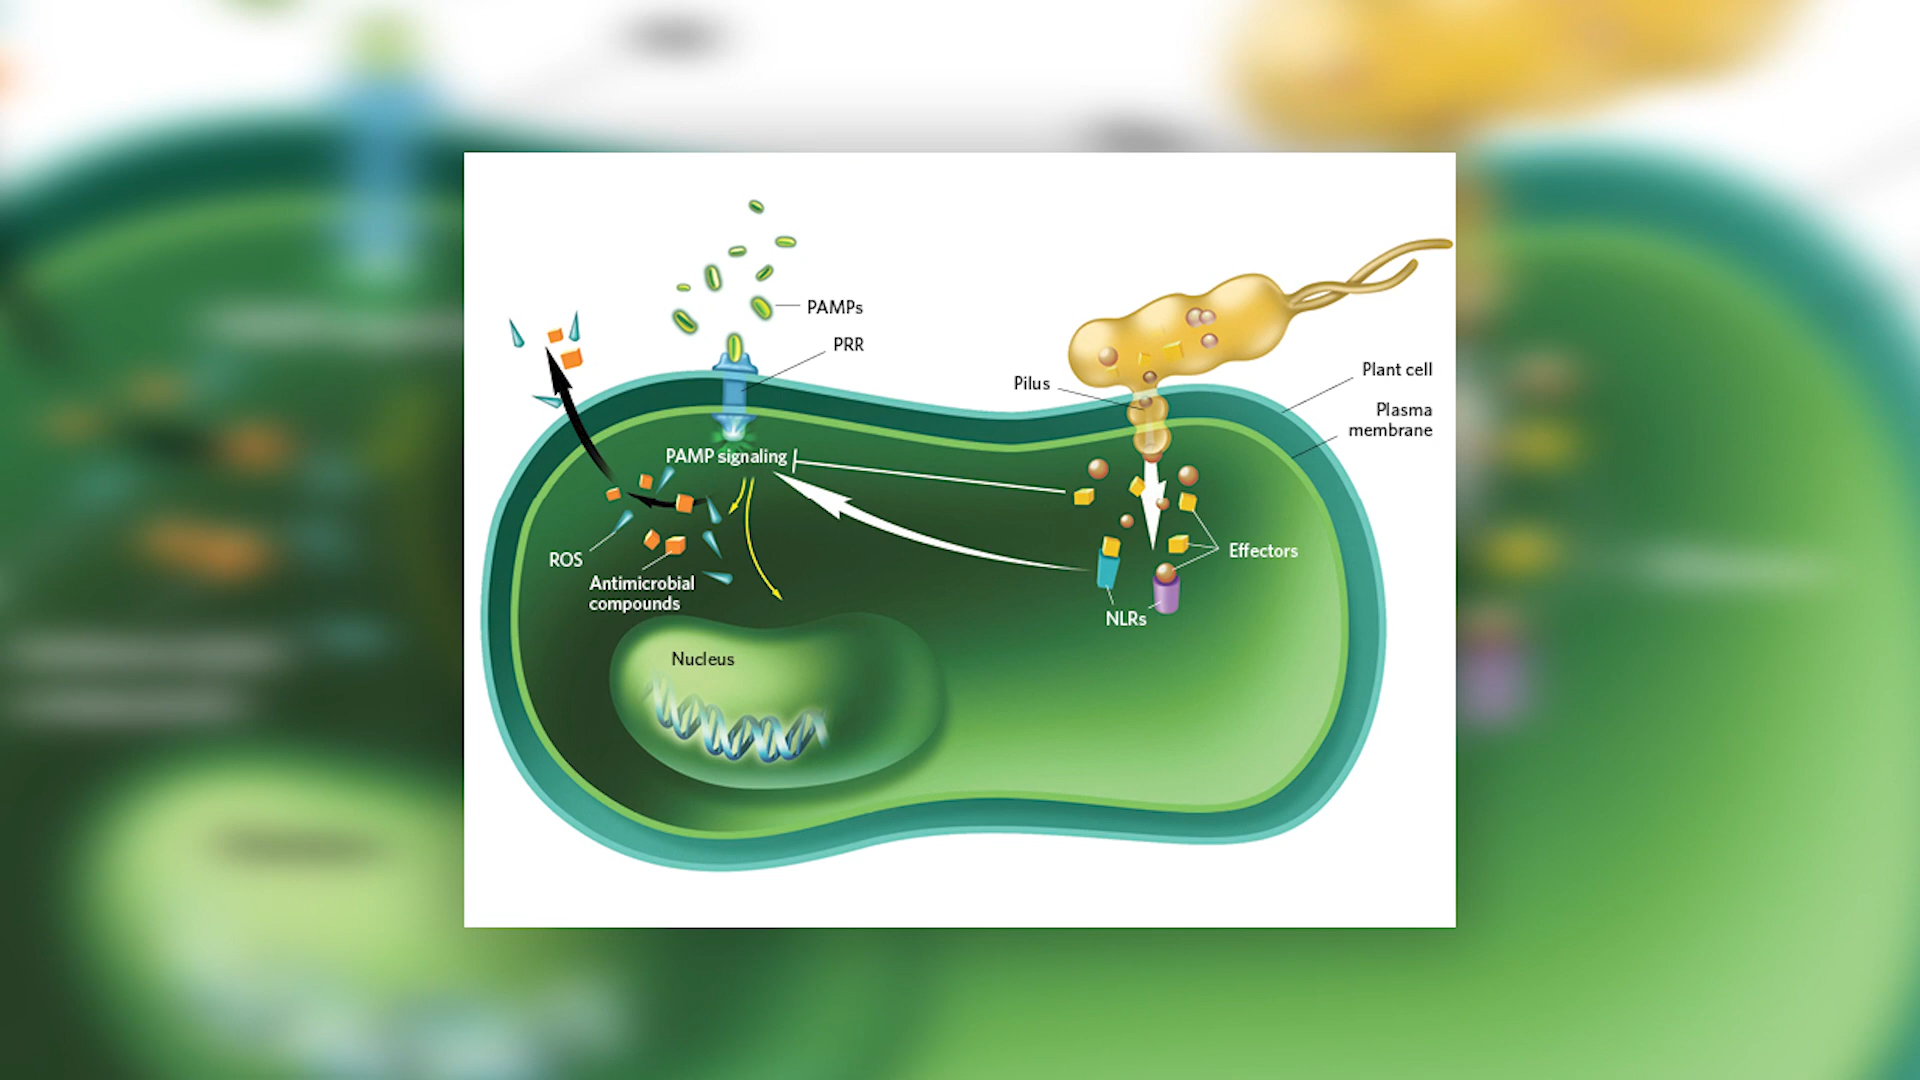 PAMPs
PRR
Pilus
Plant cell
Plasma
membrane
PAMP signaling
ROS
Antimicrobial
compounds
Effectors
NLRs
Nucleus